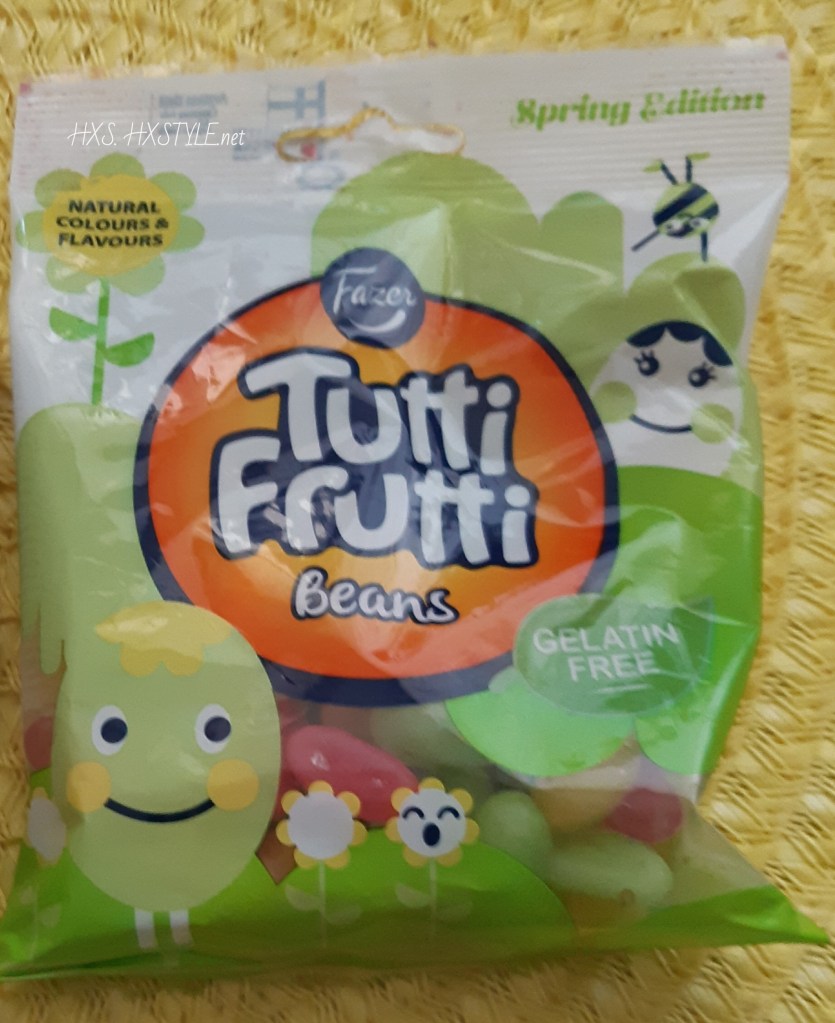 Spring Edition
HXS. HXSTYLE.net
NATURAL
COLOURS &
FLAVOURS
Fazer
Tutti
Frutti
Beans
GELATIN
FREE